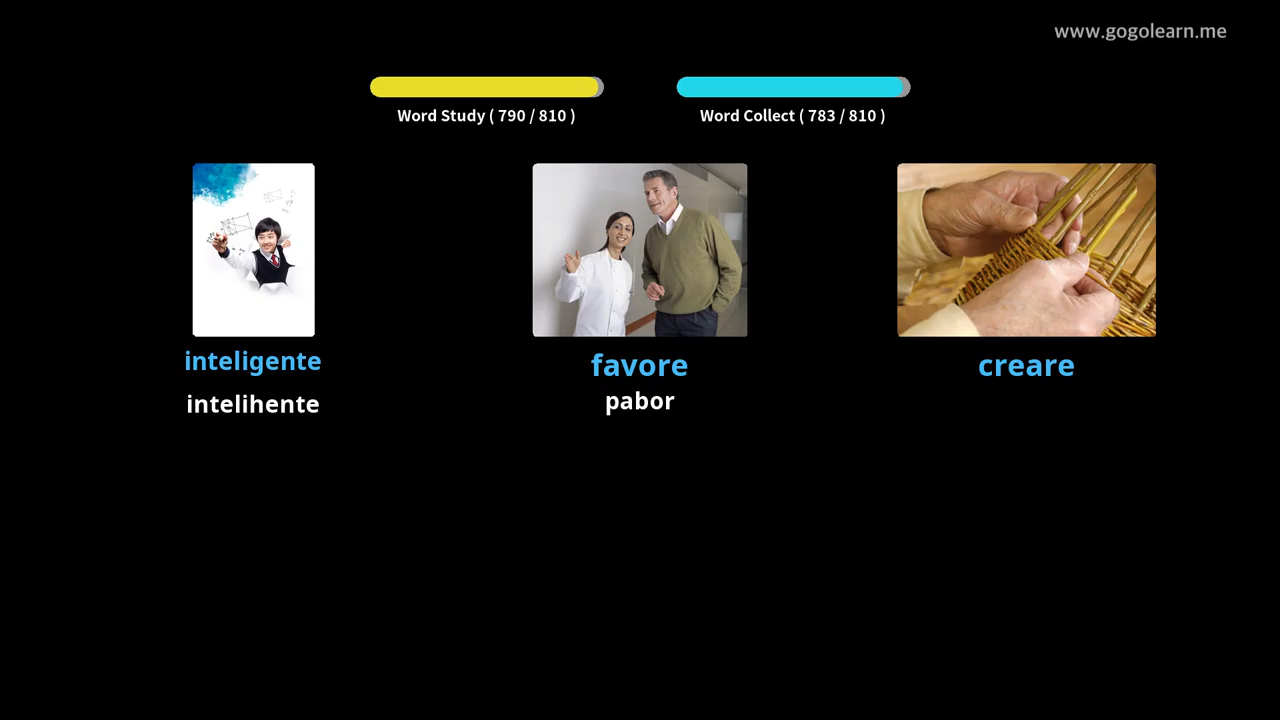 www.gogolearn.me
Word Study ( 790 / 810 )
Word Collect ( 783 / 810 )
inteligente
intelihente
favore
pabor
creare